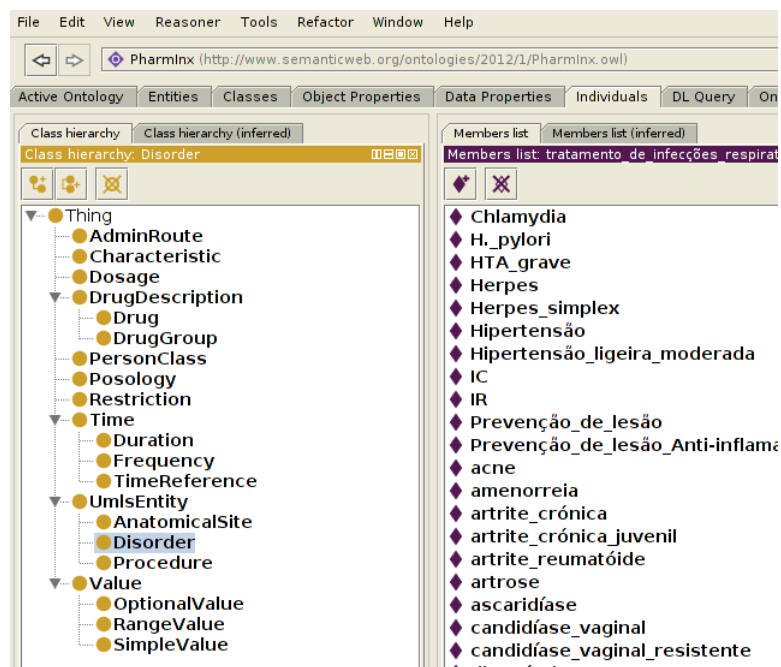 File Edit View Reasoner Tools Refactor Window Help
PharmInx (http://www.semanticweb.org/ontologies/2012/1/PharmInx.owl)
Active Ontology Entities Classes Object Properties Data Properties Individuals DL Query On
Class hierarchy Class hierarchy (inferred)
Class hierarchy: Disorder
Thing
AdminRoute
Characteristic
Dosage
DrugDescription
Drug
DrugGroup
PersonClass
Posology
Restriction
Time
Duration
Frequency
TimeReference
UmlsEntity
AnatomicalSite
Disorder
Procedure
Value
OptionalValue
RangeValue
SimpleValue
Members list Members list (inferred)
Members list: tratamento_de_infecções_respirat
Chlamydia
H._pylori
HTA_grave
Herpes
Herpes_simplex
Hipertensão
Hipertensão_ligeira_moderada
IC
IR
Prevenção_de_lesão
Prevenção_de_lesão_Anti-inflama
acne
amenorreia
artrite_crónica
artrite_crónica_juvenil
artrite_reumatóide
artrose
ascaridíase
candidíase_vaginal
candidíase_vaginal_resistente